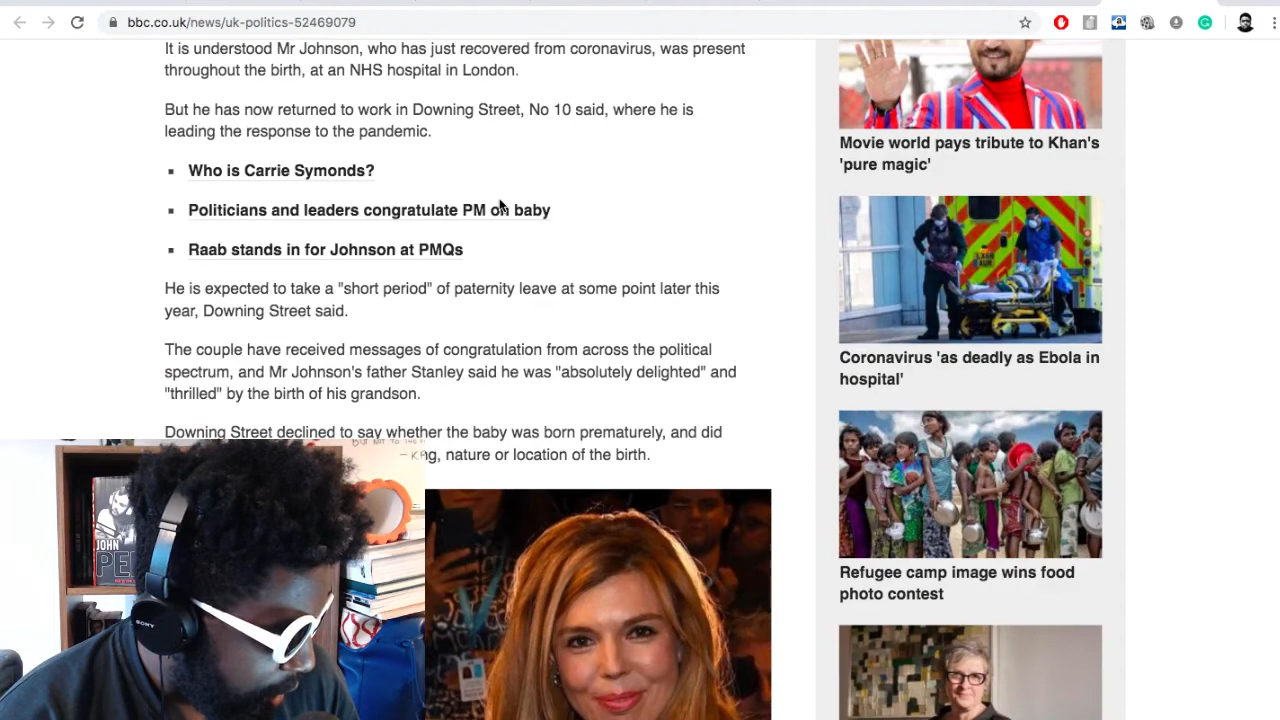 bbc.co.uk/news/uk-politics-52469079
It is understood Mr Johnson, who has just recovered from coronavirus, was present
throughout the birth, at an NHS hospital in London.
But he has now returned to work in Downing Street, No 10 said, where he is
leading the response to the pandemic.
Who is Carrie Symonds?
Politicians and leaders congratulate PM on baby
Raab stands in for Johnson at PMQs
He is expected to take a "short period" of paternity leave at some point later this
year, Downing Street said.
The couple have received messages of congratulation from across the political
spectrum, and Mr Johnson's father Stanley said he was "absolutely delighted" and
"thrilled" by the birth of his grandson.
Downing Street declined to say whether the baby was born prematurely, and did
nature or location of the birth.
Movie world pays tribute to Khan's
'pure magic'
Coronavirus 'as deadly as Ebola in
hospital'
Refugee camp image wins food
photo contest
JOHN
SONY